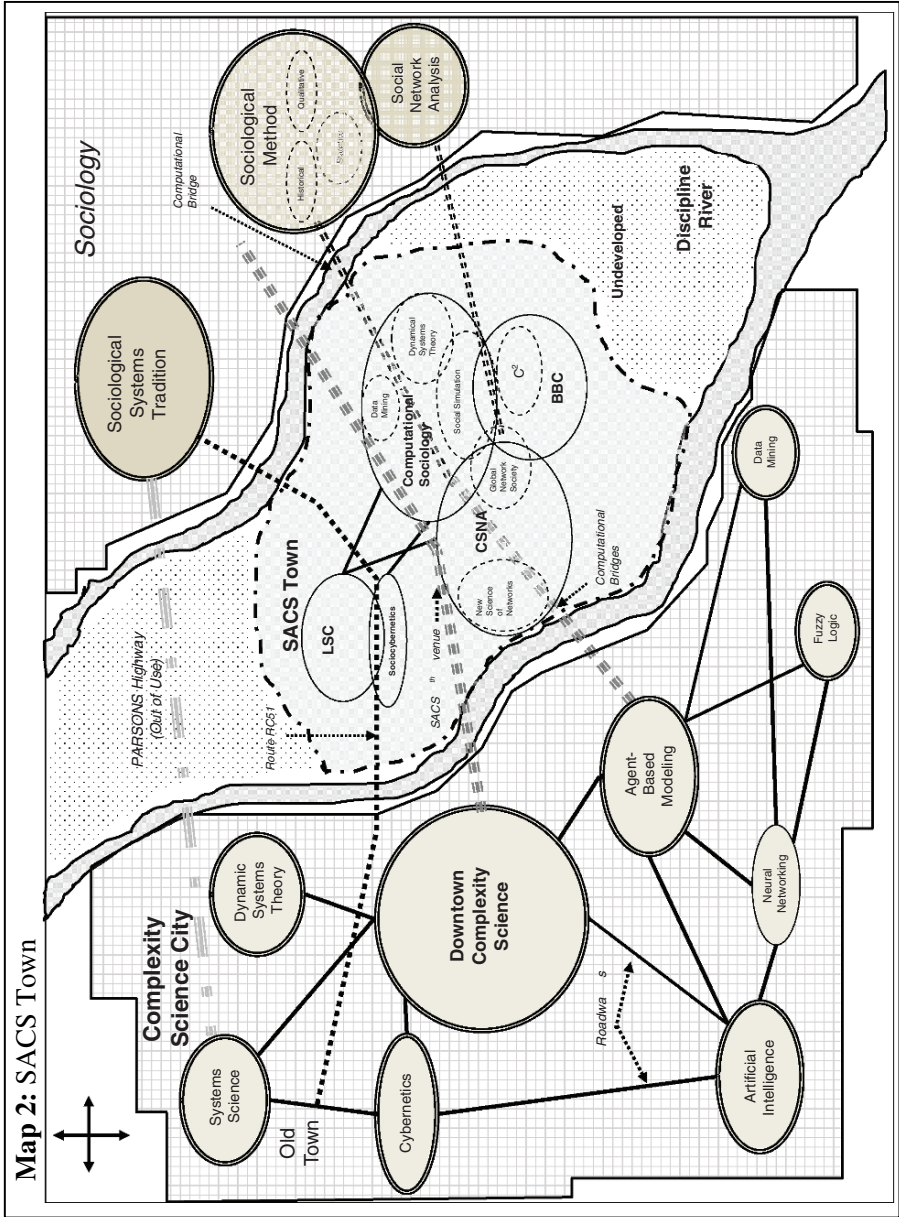 Map 2: SACS Town
Sociology
Sociological
Systems
Tradition
Sociological
Method
Historical
Qualitative
Social
Network
Analysis
Computational
Bridge
PARSONS Highway
(Out of Use)
Complexity
Science City
Systems
Science
Dynamic
Systems
Theory
Old
Town
Cybernetics
Downtown
Complexity
Science
Route RC51
SACS Town
LSC
Sociocybernetics
SACS
th
venue
Computational
Sociology
Data
Mining
Dynamical
Systems
Theory
Social Simulation
CSNA
New
Science
of
Networks
Global
Network
Society
C²
BBC
Undeveloped
Discipline
River
Computational
Bridges
Roadwa s
Agent-
Based
Modeling
Artificial
Intelligence
Neural
Networking
Fuzzy
Logic
Data
Mining